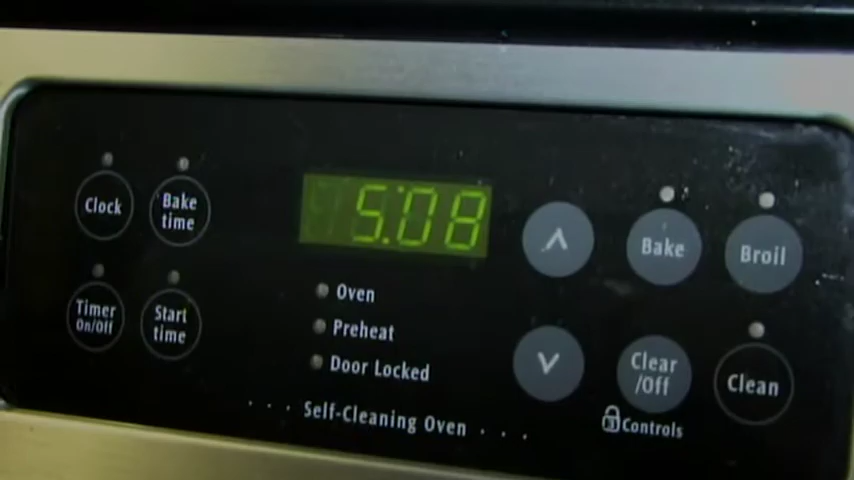 Clock
Bake
time
5:08
Bake
Broil
Timer
On/Off
Start
time
Oven
Preheat
Door Locked
Clear
/Off
Clean
Self-Cleaning Oven
Controls